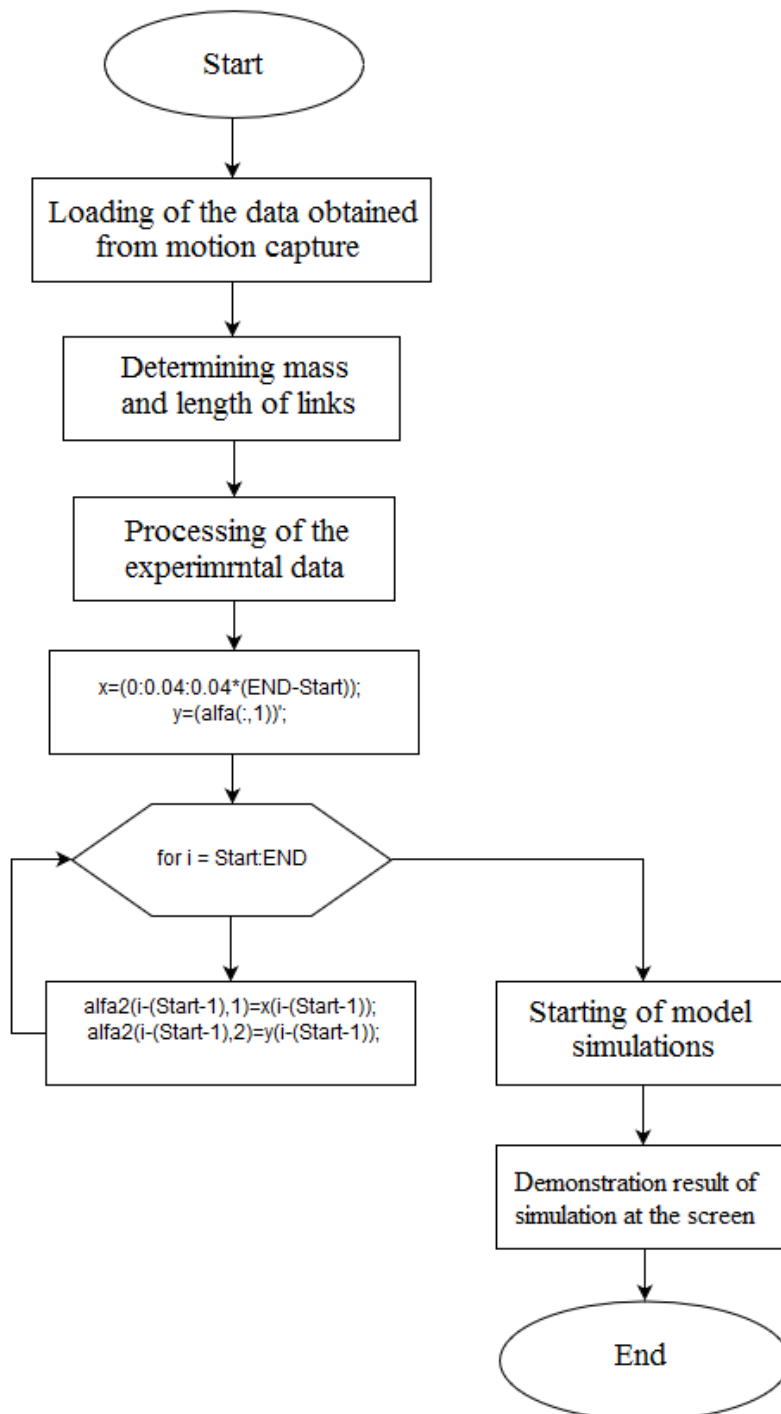 Start
Loading of the data obtained
from motion capture
Determining mass
and length of links
Processing of the
experimrntal data
x=(0:0.04:0.04*(END-Start));
y=(alfa(:,1))';
for i = Start:END
alfa2(i-(Start-1),1)=x(i-(Start-1));
alfa2(i-(Start-1),2)=y(i-(Start-1));
Starting of model
simulations
Demonstration result of
simulation at the screen
End